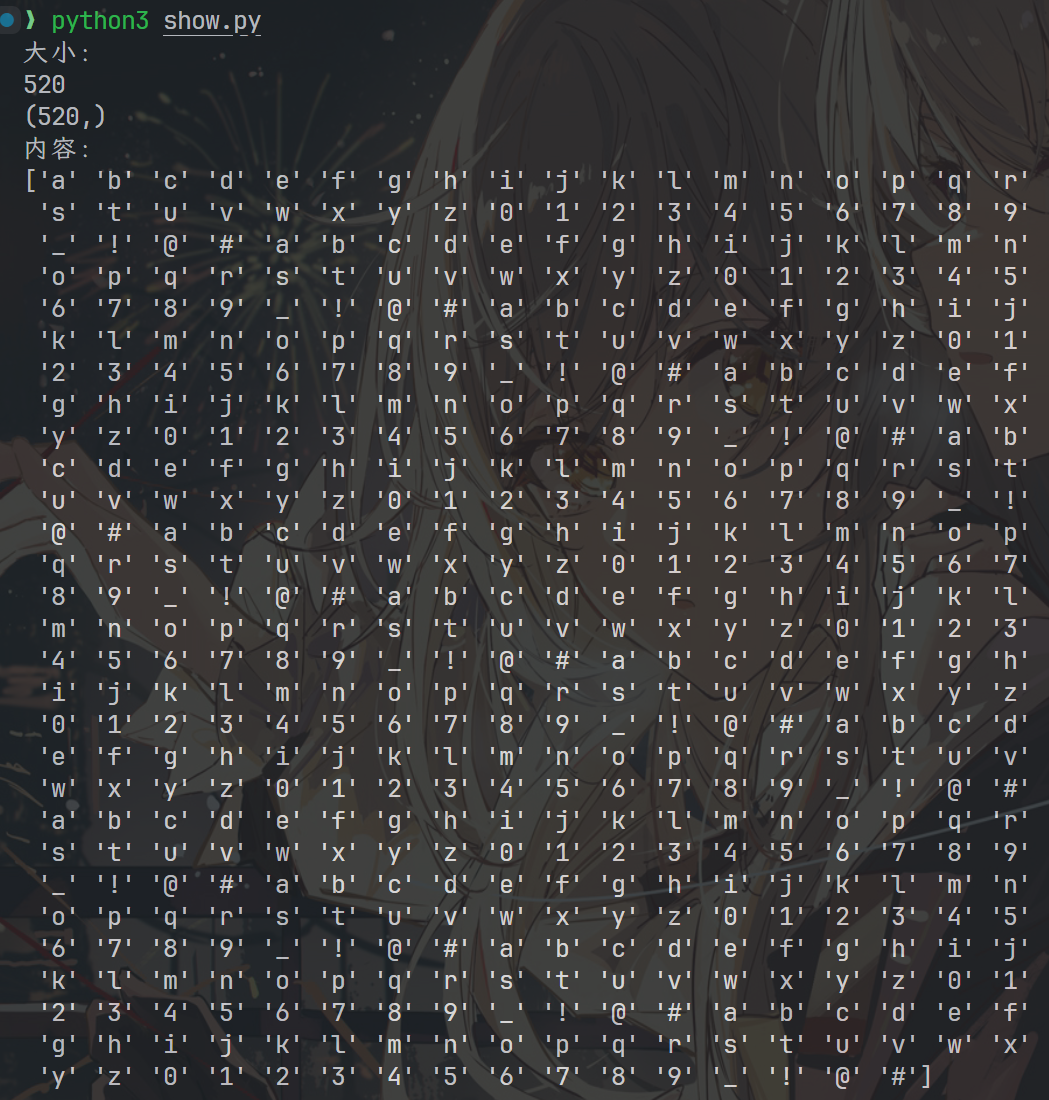 ❫ python3 show.py
大小:
520
(520,)
内容:
['a' 'b' 'c' 'd' 'e' 'f' 'g' 'h' 'i' 'j' 'k' 'l' 'm' 'n' 'o' 'p' 'q' 'r'
's' 't' 'u' 'v' 'w' 'x' 'y' 'z' '0' '1' '2' '3' '4' '5' '6' '7' '8' '9'
'_' '!' '@' '#' 'a' 'b' 'c' 'd' 'e' 'f' 'g' 'h' 'i' 'j' 'k' 'l' 'm' 'n'
'o' 'p' 'q' 'r' 's' 't' 'u' 'v' 'w' 'x' 'y' 'z' '0' '1' '2' '3' '4' '5'
'6' '7' '8' '9' '_' '!' '@' '#' 'a' 'b' 'c' 'd' 'e' 'f' 'g' 'h' 'i' 'j'
'k' 'l' 'm' 'n' 'o' 'p' 'q' 'r' 's' 't' 'u' 'v' 'w' 'x' 'y' 'z' '0' '1'
'2' '3' '4' '5' '6' '7' '8' '9' '_' '!' '@' '#' 'a' 'b' 'c' 'd' 'e' 'f'
'g' 'h' 'i' 'j' 'k' 'l' 'm' 'n' 'o' 'p' 'q' 'r' 's' 't' 'u' 'v' 'w' 'x'
'y' 'z' '0' '1' '2' '3' '4' '5' '6' '7' '8' '9' '_' '!' '@' '#' 'a' 'b'
'c' 'd' 'e' 'f' 'g' 'h' 'i' 'j' 'k' 'l' 'm' 'n' 'o' 'p' 'q' 'r' 's' 't'
'u' 'v' 'w' 'x' 'y' 'z' '0' '1' '2' '3' '4' '5' '6' '7' '8' '9' '_' '!'
'@' '#' 'a' 'b' 'c' 'd' 'e' 'f' 'g' 'h' 'i' 'j' 'k' 'l' 'm' 'n' 'o' 'p'
'q' 'r' 's' 't' 'u' 'v' 'w' 'x' 'y' 'z' '0' '1' '2' '3' '4' '5' '6' '7'
'8' '9' '_' '!' '@' '#' 'a' 'b' 'c' 'd' 'e' 'f' 'g' 'h' 'i' 'j' 'k' 'l'
'm' 'n' 'o' 'p' 'q' 'r' 's' 't' 'u' 'v' 'w' 'x' 'y' 'z' '0' '1' '2' '3'
'4' '5' '6' '7' '8' '9' '_' '!' '@' '#' 'a' 'b' 'c' 'd' 'e' 'f' 'g' 'h'
'i' 'j' 'k' 'l' 'm' 'n' 'o' 'p' 'q' 'r' 's' 't' 'u' 'v' 'w' 'x' 'y' 'z'
'0' '1' '2' '3' '4' '5' '6' '7' '8' '9' '_' '!' '@' '#' 'a' 'b' 'c' 'd'
'e' 'f' 'g' 'h' 'i' 'j' 'k' 'l' 'm' 'n' 'o' 'p' 'q' 'r' 's' 't' 'u' 'v'
'w' 'x' 'y' 'z' '0' '1' '2' '3' '4' '5' '6' '7' '8' '9' '_' '!' '@' '#'
'a' 'b' 'c' 'd' 'e' 'f' 'g' 'h' 'i' 'j' 'k' 'l' 'm' 'n' 'o' 'p' 'q' 'r'
's' 't' 'u' 'v' 'w' 'x' 'y' 'z' '0' '1' '2' '3' '4' '5' '6' '7' '8' '9'
'_' '!' '@' '#' 'a' 'b' 'c' 'd' 'e' 'f' 'g' 'h' 'i' 'j' 'k' 'l' 'm' 'n'
'o' 'p' 'q' 'r' 's' 't' 'u' 'v' 'w' 'x' 'y' 'z' '0' '1' '2' '3' '4' '5'
'6' '7' '8' '9' '_' '!' '@' '#' 'a' 'b' 'c' 'd' 'e' 'f' 'g' 'h' 'i' 'j'
'k' 'l' 'm' 'n' 'o' 'p' 'q' 'r' 's' 't' 'u' 'v' 'w' 'x' 'y' 'z' '0' '1'
'2' '3' '4' '5' '6' '7' '8' '9' '_' '!' '@' '#' 'a' 'b' 'c' 'd' 'e' 'f'
'g' 'h' 'i' 'j' 'k' 'l' 'm' 'n' 'o' 'p' 'q' 'r' 's' 't' 'u' 'v' 'w' 'x'
'y' 'z' '0' '1' '2' '3' '4' '5' '6' '7' '8' '9' '_' '!' '@' '#']